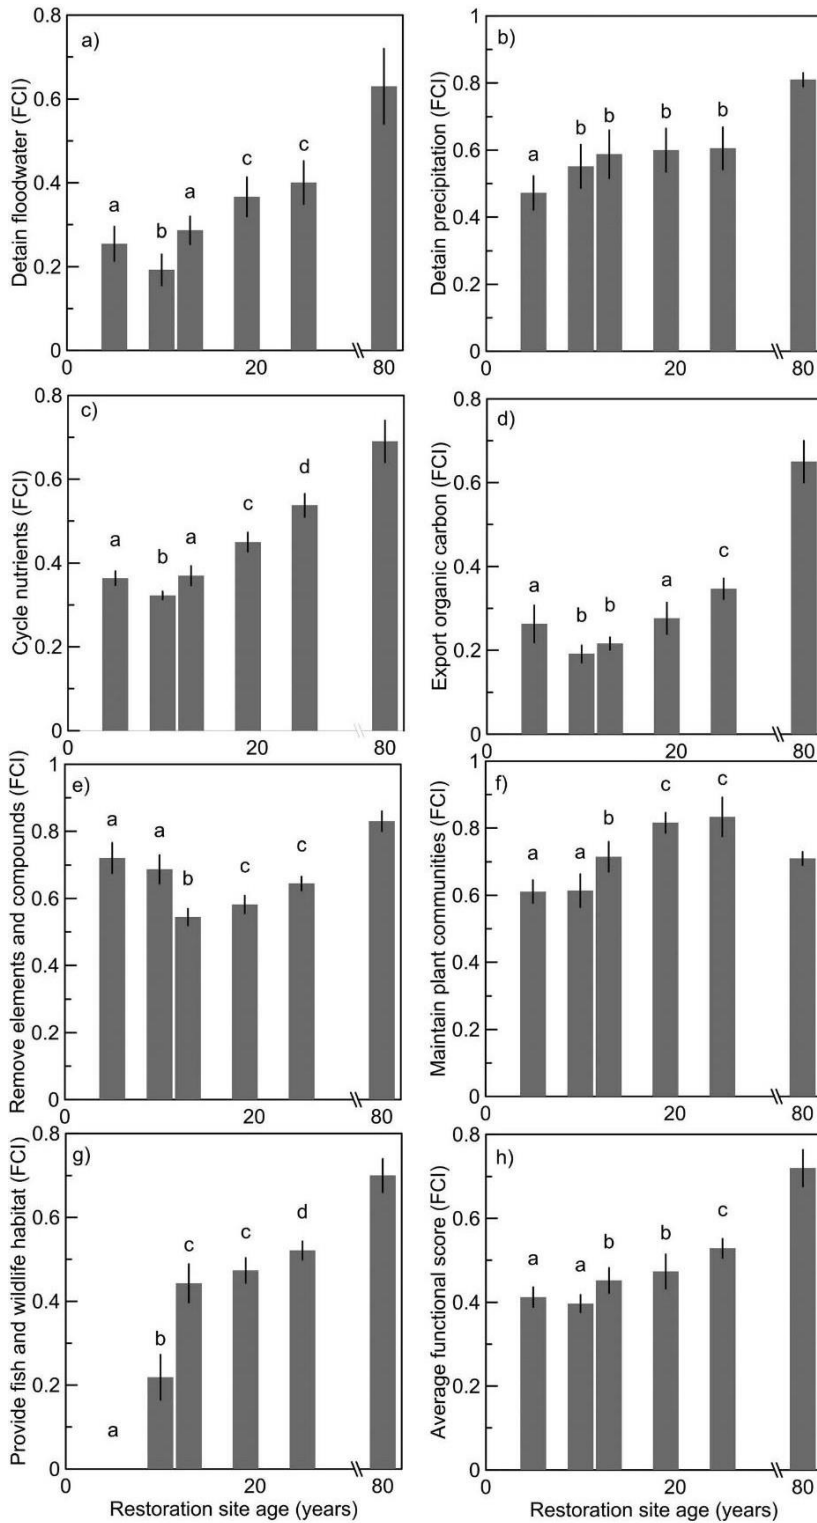 a)
Detain floodwater (FCI)
0.8
0.6
0.4
0.2
0
a b a c c
0 20 80
b)
Detain precipitation (FCI)
1
0.8
0.6
0.4
0.2
0
a b b b b
0 20 80
c)
Cycle nutrients (FCI)
0.8
0.6
0.4
0.2
0
a b a c d
0 20 80
d)
Export organic carbon (FCI)
0.8
0.6
0.4
0.2
0
a b b a c
0 20 80
e)
Remove elements and compounds (FCI)
1
0.8
0.6
0.4
0.2
0
a a b c c
0 20 80
f)
Maintain plant communities (FCI)
1
0.8
0.6
0.4
0.2
0
a a b c c
0 20 80
g)
Provide fish and wildlife habitat (FCI)
0.8
0.6
0.4
0.2
0
a b c c d
0 20 80
Restoration site age (years)
h)
Average functional score (FCI)
0.8
0.6
0.4
0.2
0
a a b b c
0 20 80
Restoration site age (years)